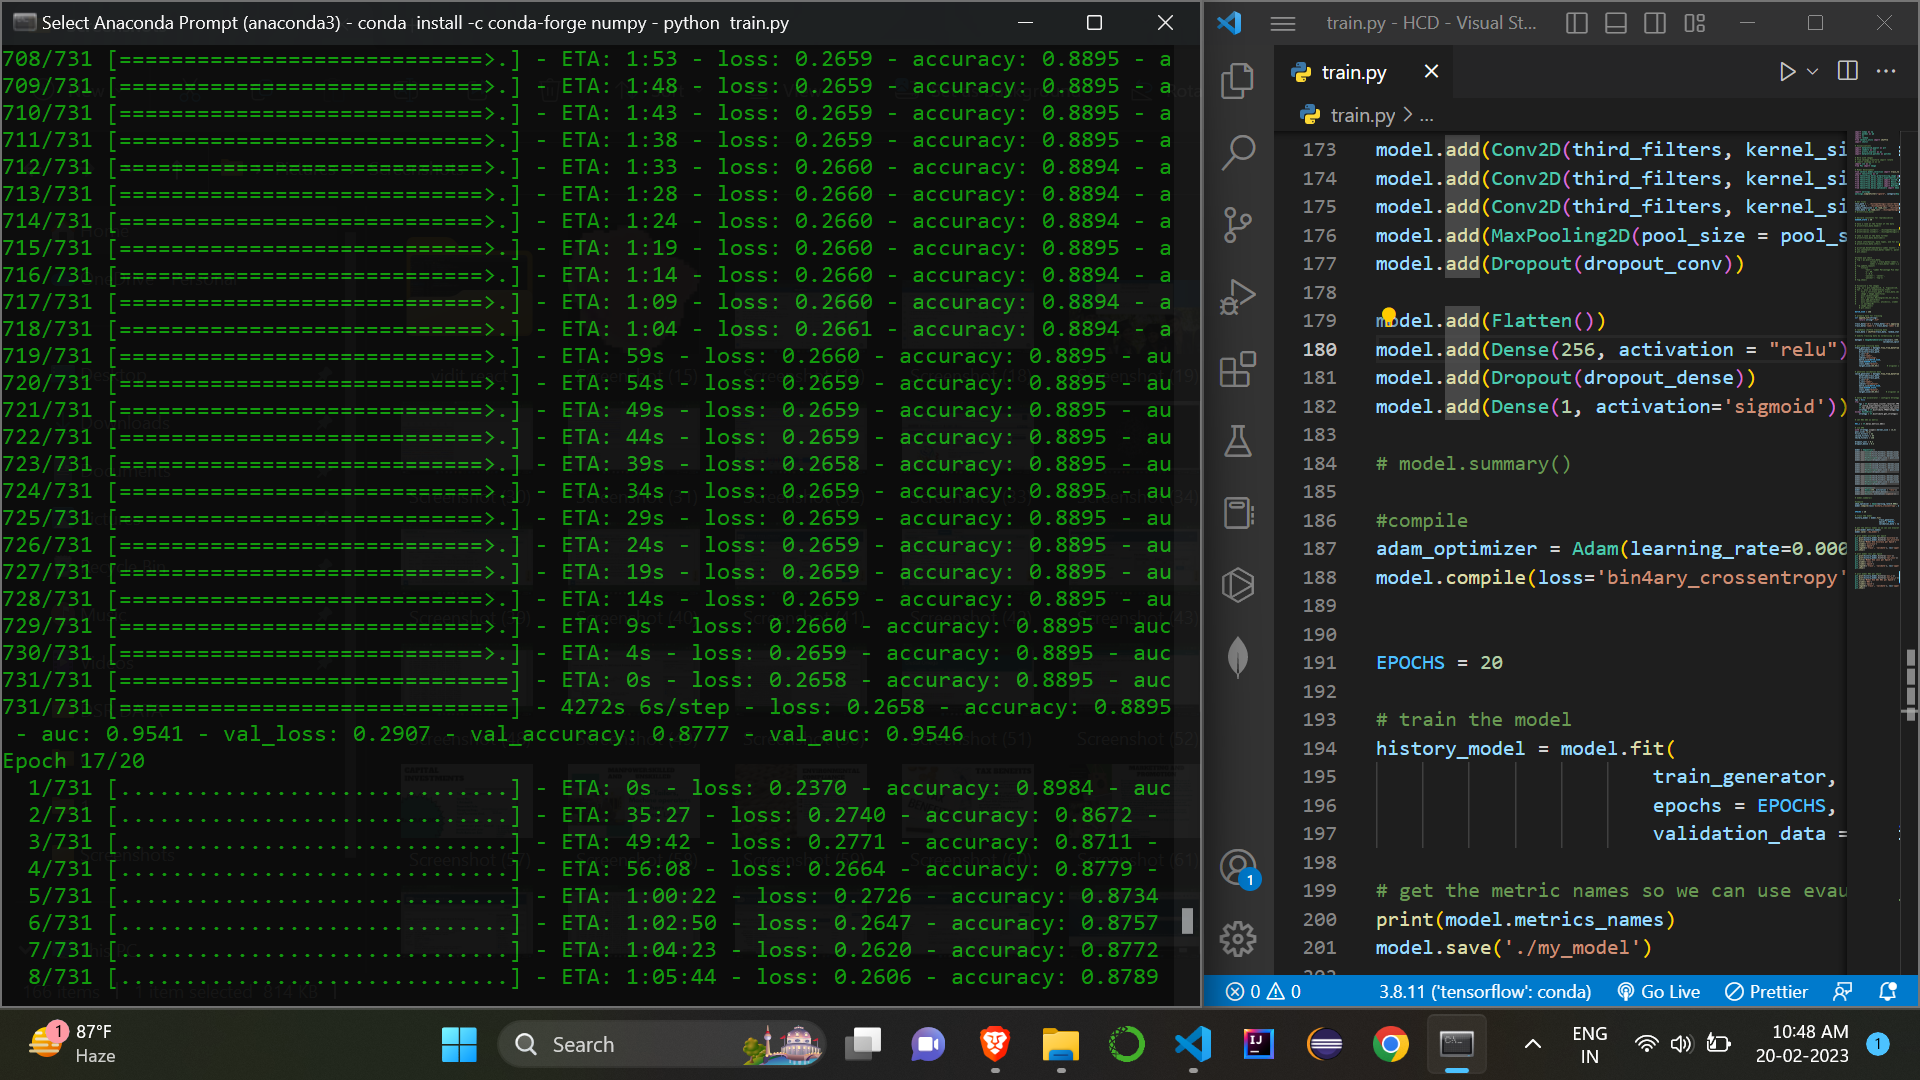 Select Anaconda Prompt (anaconda3) - conda  install -c conda-forge numpy - python  train.py
708/731 [============================>.] - ETA: 1:53 - loss: 0.2659 - accuracy: 0.8895 - a
709/731 [============================>.] - ETA: 1:48 - loss: 0.2659 - accuracy: 0.8895 - a
710/731 [============================>.] - ETA: 1:43 - loss: 0.2659 - accuracy: 0.8895 - a
711/731 [============================>.] - ETA: 1:38 - loss: 0.2659 - accuracy: 0.8895 - a
712/731 [============================>.] - ETA: 1:33 - loss: 0.2660 - accuracy: 0.8894 - a
713/731 [============================>.] - ETA: 1:28 - loss: 0.2660 - accuracy: 0.8894 - a
714/731 [============================>.] - ETA: 1:24 - loss: 0.2660 - accuracy: 0.8894 - a
715/731 [============================>.] - ETA: 1:19 - loss: 0.2660 - accuracy: 0.8895 - a
716/731 [============================>.] - ETA: 1:14 - loss: 0.2660 - accuracy: 0.8894 - a
717/731 [============================>.] - ETA: 1:09 - loss: 0.2660 - accuracy: 0.8894 - a
718/731 [============================>.] - ETA: 1:04 - loss: 0.2661 - accuracy: 0.8894 - a
719/731 [============================>.] - ETA: 59s - loss: 0.2660 - accuracy: 0.8895 - au
720/731 [============================>.] - ETA: 54s - loss: 0.2659 - accuracy: 0.8895 - au
721/731 [============================>.] - ETA: 49s - loss: 0.2659 - accuracy: 0.8895 - au
722/731 [============================>.] - ETA: 44s - loss: 0.2659 - accuracy: 0.8895 - au
723/731 [============================>.] - ETA: 39s - loss: 0.2658 - accuracy: 0.8895 - au
724/731 [============================>.] - ETA: 34s - loss: 0.2659 - accuracy: 0.8895 - au
725/731 [============================>.] - ETA: 29s - loss: 0.2659 - accuracy: 0.8895 - au
726/731 [============================>.] - ETA: 24s - loss: 0.2659 - accuracy: 0.8895 - au
727/731 [============================>.] - ETA: 19s - loss: 0.2659 - accuracy: 0.8895 - au
728/731 [============================>.] - ETA: 14s - loss: 0.2659 - accuracy: 0.8895 - au
729/731 [============================>.] - ETA: 9s - loss: 0.2660 - accuracy: 0.8895 - auc
730/731 [============================>.] - ETA: 4s - loss: 0.2659 - accuracy: 0.8895 - auc
731/731 [==============================] - ETA: 0s - loss: 0.2658 - accuracy: 0.8895 - auc
731/731 [==============================] - 4272s 6s/step - loss: 0.2658 - accuracy: 0.8895
 - auc: 0.9541 - val_loss: 0.2907 - val_accuracy: 0.8777 - val_auc: 0.9546
Epoch 17/20
1/731 [..............................] - ETA: 0s - loss: 0.2370 - accuracy: 0.8984 - auc
2/731 [..............................] - ETA: 35:27 - loss: 0.2740 - accuracy: 0.8672 -
3/731 [..............................] - ETA: 49:42 - loss: 0.2771 - accuracy: 0.8711 -
4/731 [..............................] - ETA: 56:08 - loss: 0.2664 - accuracy: 0.8779 -
5/731 [..............................] - ETA: 1:00:22 - loss: 0.2726 - accuracy: 0.8734
6/731 [..............................] - ETA: 1:02:50 - loss: 0.2647 - accuracy: 0.8757
7/731 [..............................] - ETA: 1:04:23 - loss: 0.2620 - accuracy: 0.8772
8/731 [..............................] - ETA: 1:05:44 - loss: 0.2606 - accuracy: 0.8789
train.py - HCD - Visual St...
train.py
train.py > ...
173 model.add(Conv2D(third_filters, kernel_si
174 model.add(Conv2D(third_filters, kernel_si
175 model.add(Conv2D(third_filters, kernel_si
176 model.add(MaxPooling2D(pool_size = pool_s
177 model.add(Dropout(dropout_conv))
178
179 model.add(Flatten())
180 model.add(Dense(256, activation = "relu")
181 model.add(Dropout(dropout_dense))
182 model.add(Dense(1, activation='sigmoid'))
183
184 # model.summary()
185
186 #compile
187 adam_optimizer = Adam(learning_rate=0.000
188 model.compile(loss='bin4ary_crossentropy'
189
190
191 EPOCHS = 20
192
193 # train the model
194 history_model = model.fit(
195 train_generator,
196 epochs = EPOCHS,
197 validation_data =
198
199 # get the metric names so we can use evau
200 print(model.metrics_names)
201 model.save('./my_model')
1
0 0 3.8.11 ('tensorflow': conda) Go Live Prettier
1 87°F
Haze
Search
ENG
IN
10:48 AM
20-02-2023
1